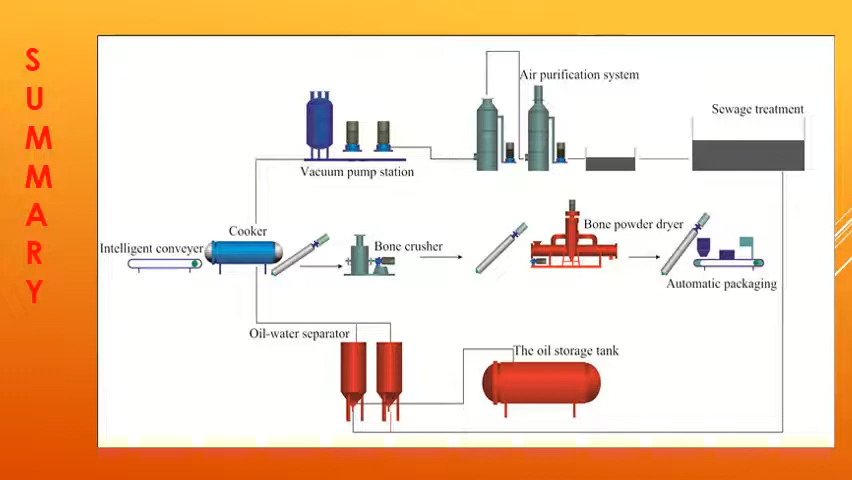 SUMMARY
Air purification system
Sewage treatment
Vacuum pump station
Cooker
Intelligent conveyer
Bone crusher
Bone powder dryer
Automatic packaging
Oil-water separator
The oil storage tank